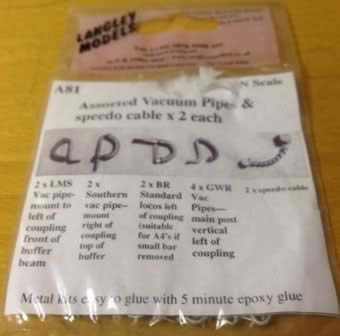 LANGLEY
MODELS
A81
N Scale
Assorted Vacuum Pipes &
speedo cable x 2 each
2 x LMS
Vac pipe-
mount to
left of
coupling
front of
buffer
beam
2 x
Southern
vac pipe--
mount
right of
coupling
top of
buffer
2 x BR
Standard
locos left
of coupling
(suitable
for A4's if
small bar
removed
4 x GWR
Vac
Pipes—
main post
vertical
left of
coupling
2 x speedo cable
Metal kits easy to glue with 5 minute epoxy glue